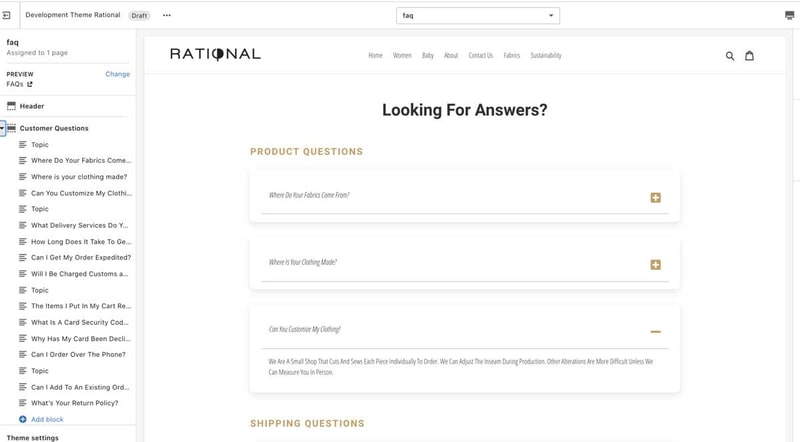 Development Theme Rational Draft ...
faq
faq
Assigned to 1 page
PREVIEW Change
FAQs
Header
Customer Questions
Topic
Where Do Your Fabrics Come...
Where is your clothing made?
Can You Customize My Clothi...
Topic
What Delivery Services Do Y...
How Long Does It Take To Ge...
Can I Get My Order Expedited?
Will I Be Charged Customs a...
Topic
The Items I Put In My Cart Re...
What Is A Card Security Cod...
Why Has My Card Been Decli...
Can I Order Over The Phone?
Topic
Can I Add To An Existing Ord...
What's Your Return Policy?
Add block
Theme settings
RATIONAL
Home Women Baby About Contact Us Fabrics Sustainability
Looking For Answers?
PRODUCT QUESTIONS
Where Do Your Fabrics Come From?
Where Is Your Clothing Made?
Can You Customize My Clothing?
We Are A Small Shop That Cuts And Sews Each Piece Individually To Order. We Can Adjust The Inseam During Production. Other Alterations Are More Difficult Unless We
Can Measure You In Person.
SHIPPING QUESTIONS